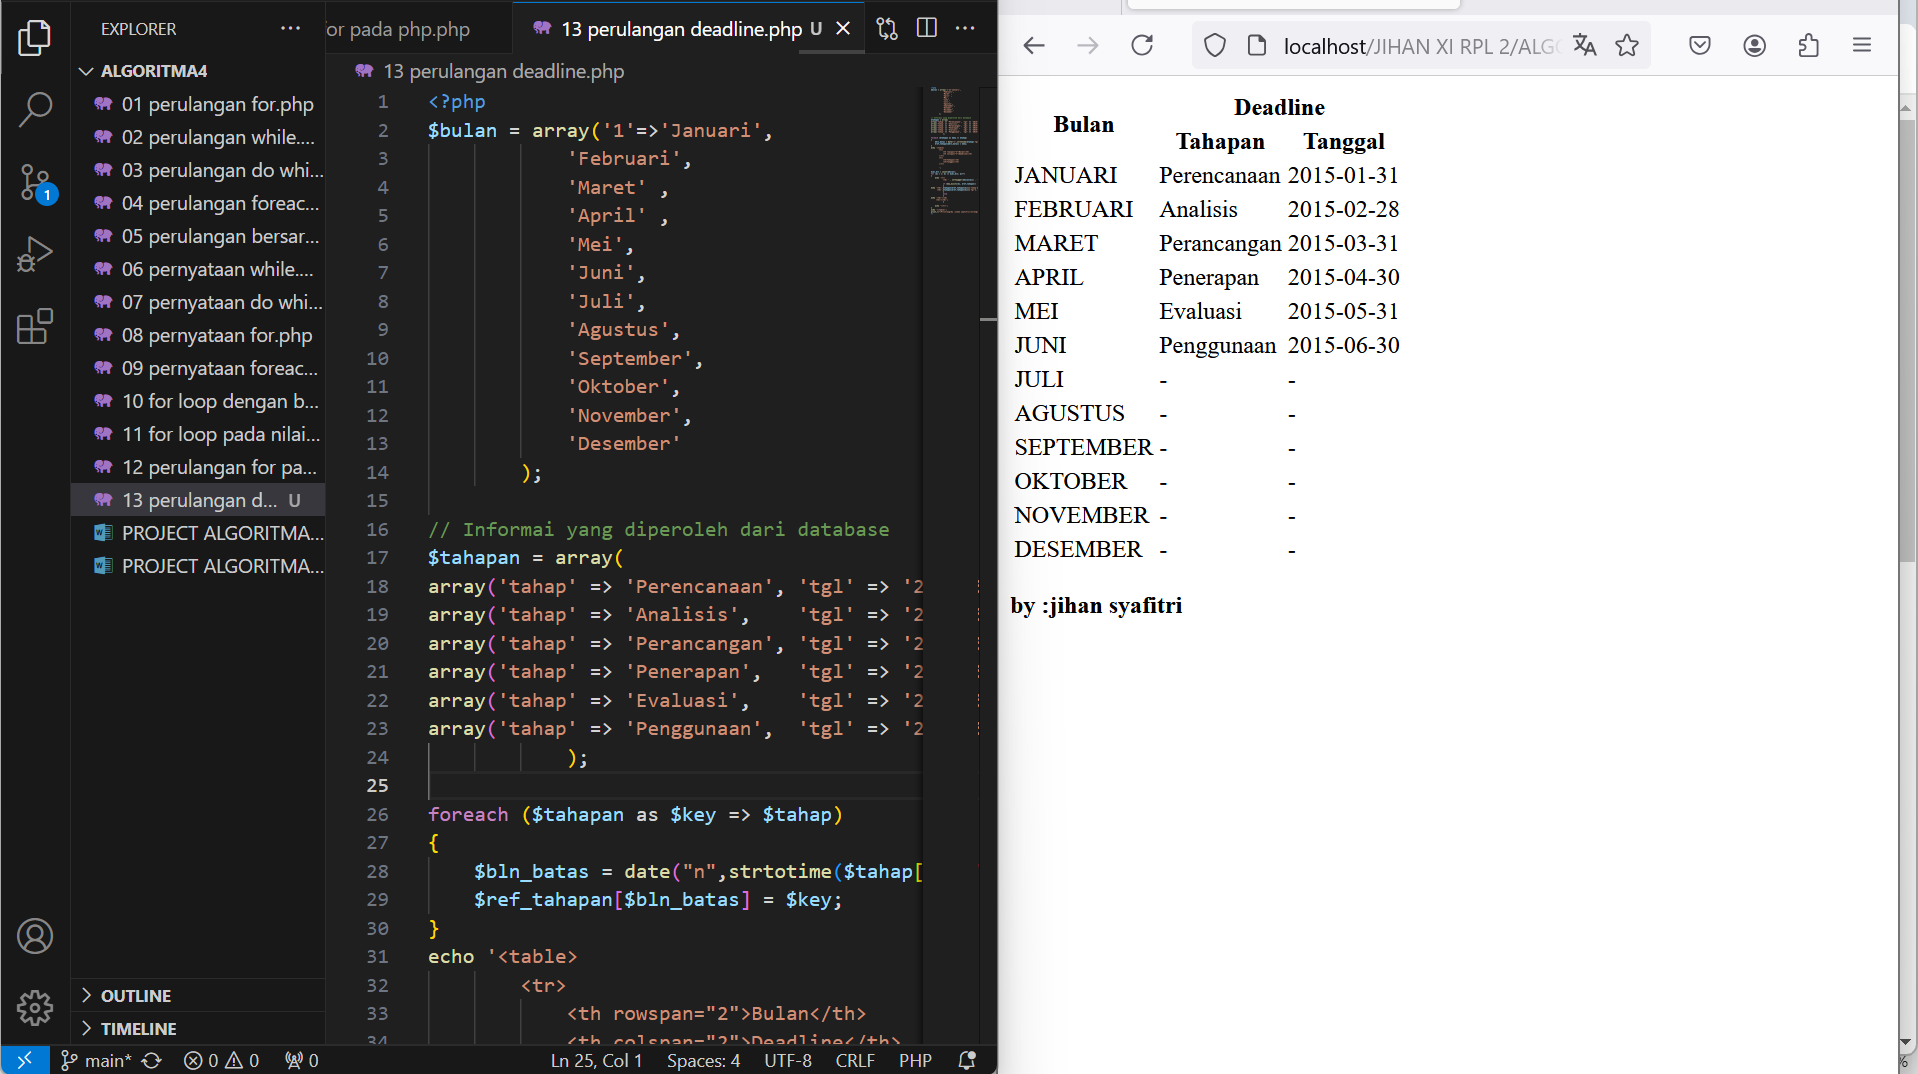 EXPLORER
ALGORITMA4
01 perulangan for.php
02 perulangan while....
03 perulangan do whi...
04 perulangan foreac...
05 perulangan bersar...
06 pernyataan while....
07 pernyataan do whi...
08 pernyataan for.php
09 pernyataan foreac...
10 for loop dengan b...
11 for loop pada nilai...
12 perulangan for pa...
13 perulangan d... U
PROJECT ALGORITMA...
PROJECT ALGORITMA...
OUTLINE
TIMELINE
1
or pada php.php
13 perulangan deadline.php U
13 perulangan deadline.php
1 <?php
2 $bulan = array('1'=>'Januari',
3 'Februari',
4 'Maret' ,
5 'April' ,
6 'Mei',
7 'Juni',
8 'Juli',
9 'Agustus',
10 'September',
11 'Oktober',
12 'November',
13 'Desember'
14 );
15
16 // Informai yang diperoleh dari database
17 $tahapan = array(
18 array('tahap' => 'Perencanaan', 'tgl' => '2
19 array('tahap' => 'Analisis', 'tgl' => '2
20 array('tahap' => 'Perancangan', 'tgl' => '2
21 array('tahap' => 'Penerapan', 'tgl' => '2
22 array('tahap' => 'Evaluasi', 'tgl' => '2
23 array('tahap' => 'Penggunaan', 'tgl' => '2
24 );
25
26 foreach ($tahapan as $key => $tahap)
27 {
28 $bln_batas = date("n",strtotime($tahap[
29 $ref_tahapan[$bln_batas] = $key;
30 }
31 echo '<table>
32 <tr>
33 <th rowspan="2">Bulan</th>
34 <th colspan="2">Deadline</th>
main* 0 0 0 Ln 25, Col 1 Spaces: 4 UTF-8 CRLF PHP
localhost/JIHAN XI RPL 2/ALGO
Bulan Deadline
Tahapan Tanggal
JANUARI Perencanaan 2015-01-31
FEBRUARI Analisis 2015-02-28
MARET Perancangan 2015-03-31
APRIL Penerapan 2015-04-30
MEI Evaluasi 2015-05-31
JUNI Penggunaan 2015-06-30
JULI - -
AGUSTUS - -
SEPTEMBER - -
OKTOBER - -
NOVEMBER - -
DESEMBER - -
by :jihan syafitri